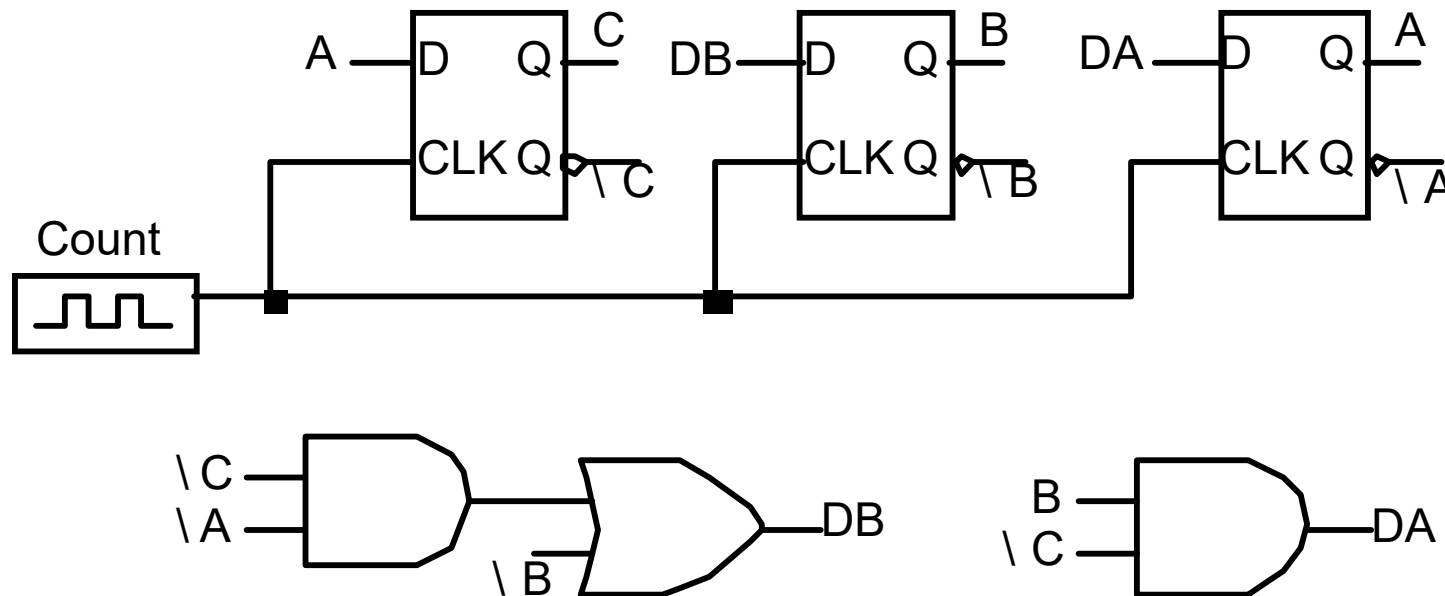 A D Q C DB D Q B DA D Q A
CLK Q \ C CLK Q \ B CLK Q \ A
Count
\ C
\ A
\ B
DB
B
\ C
DA